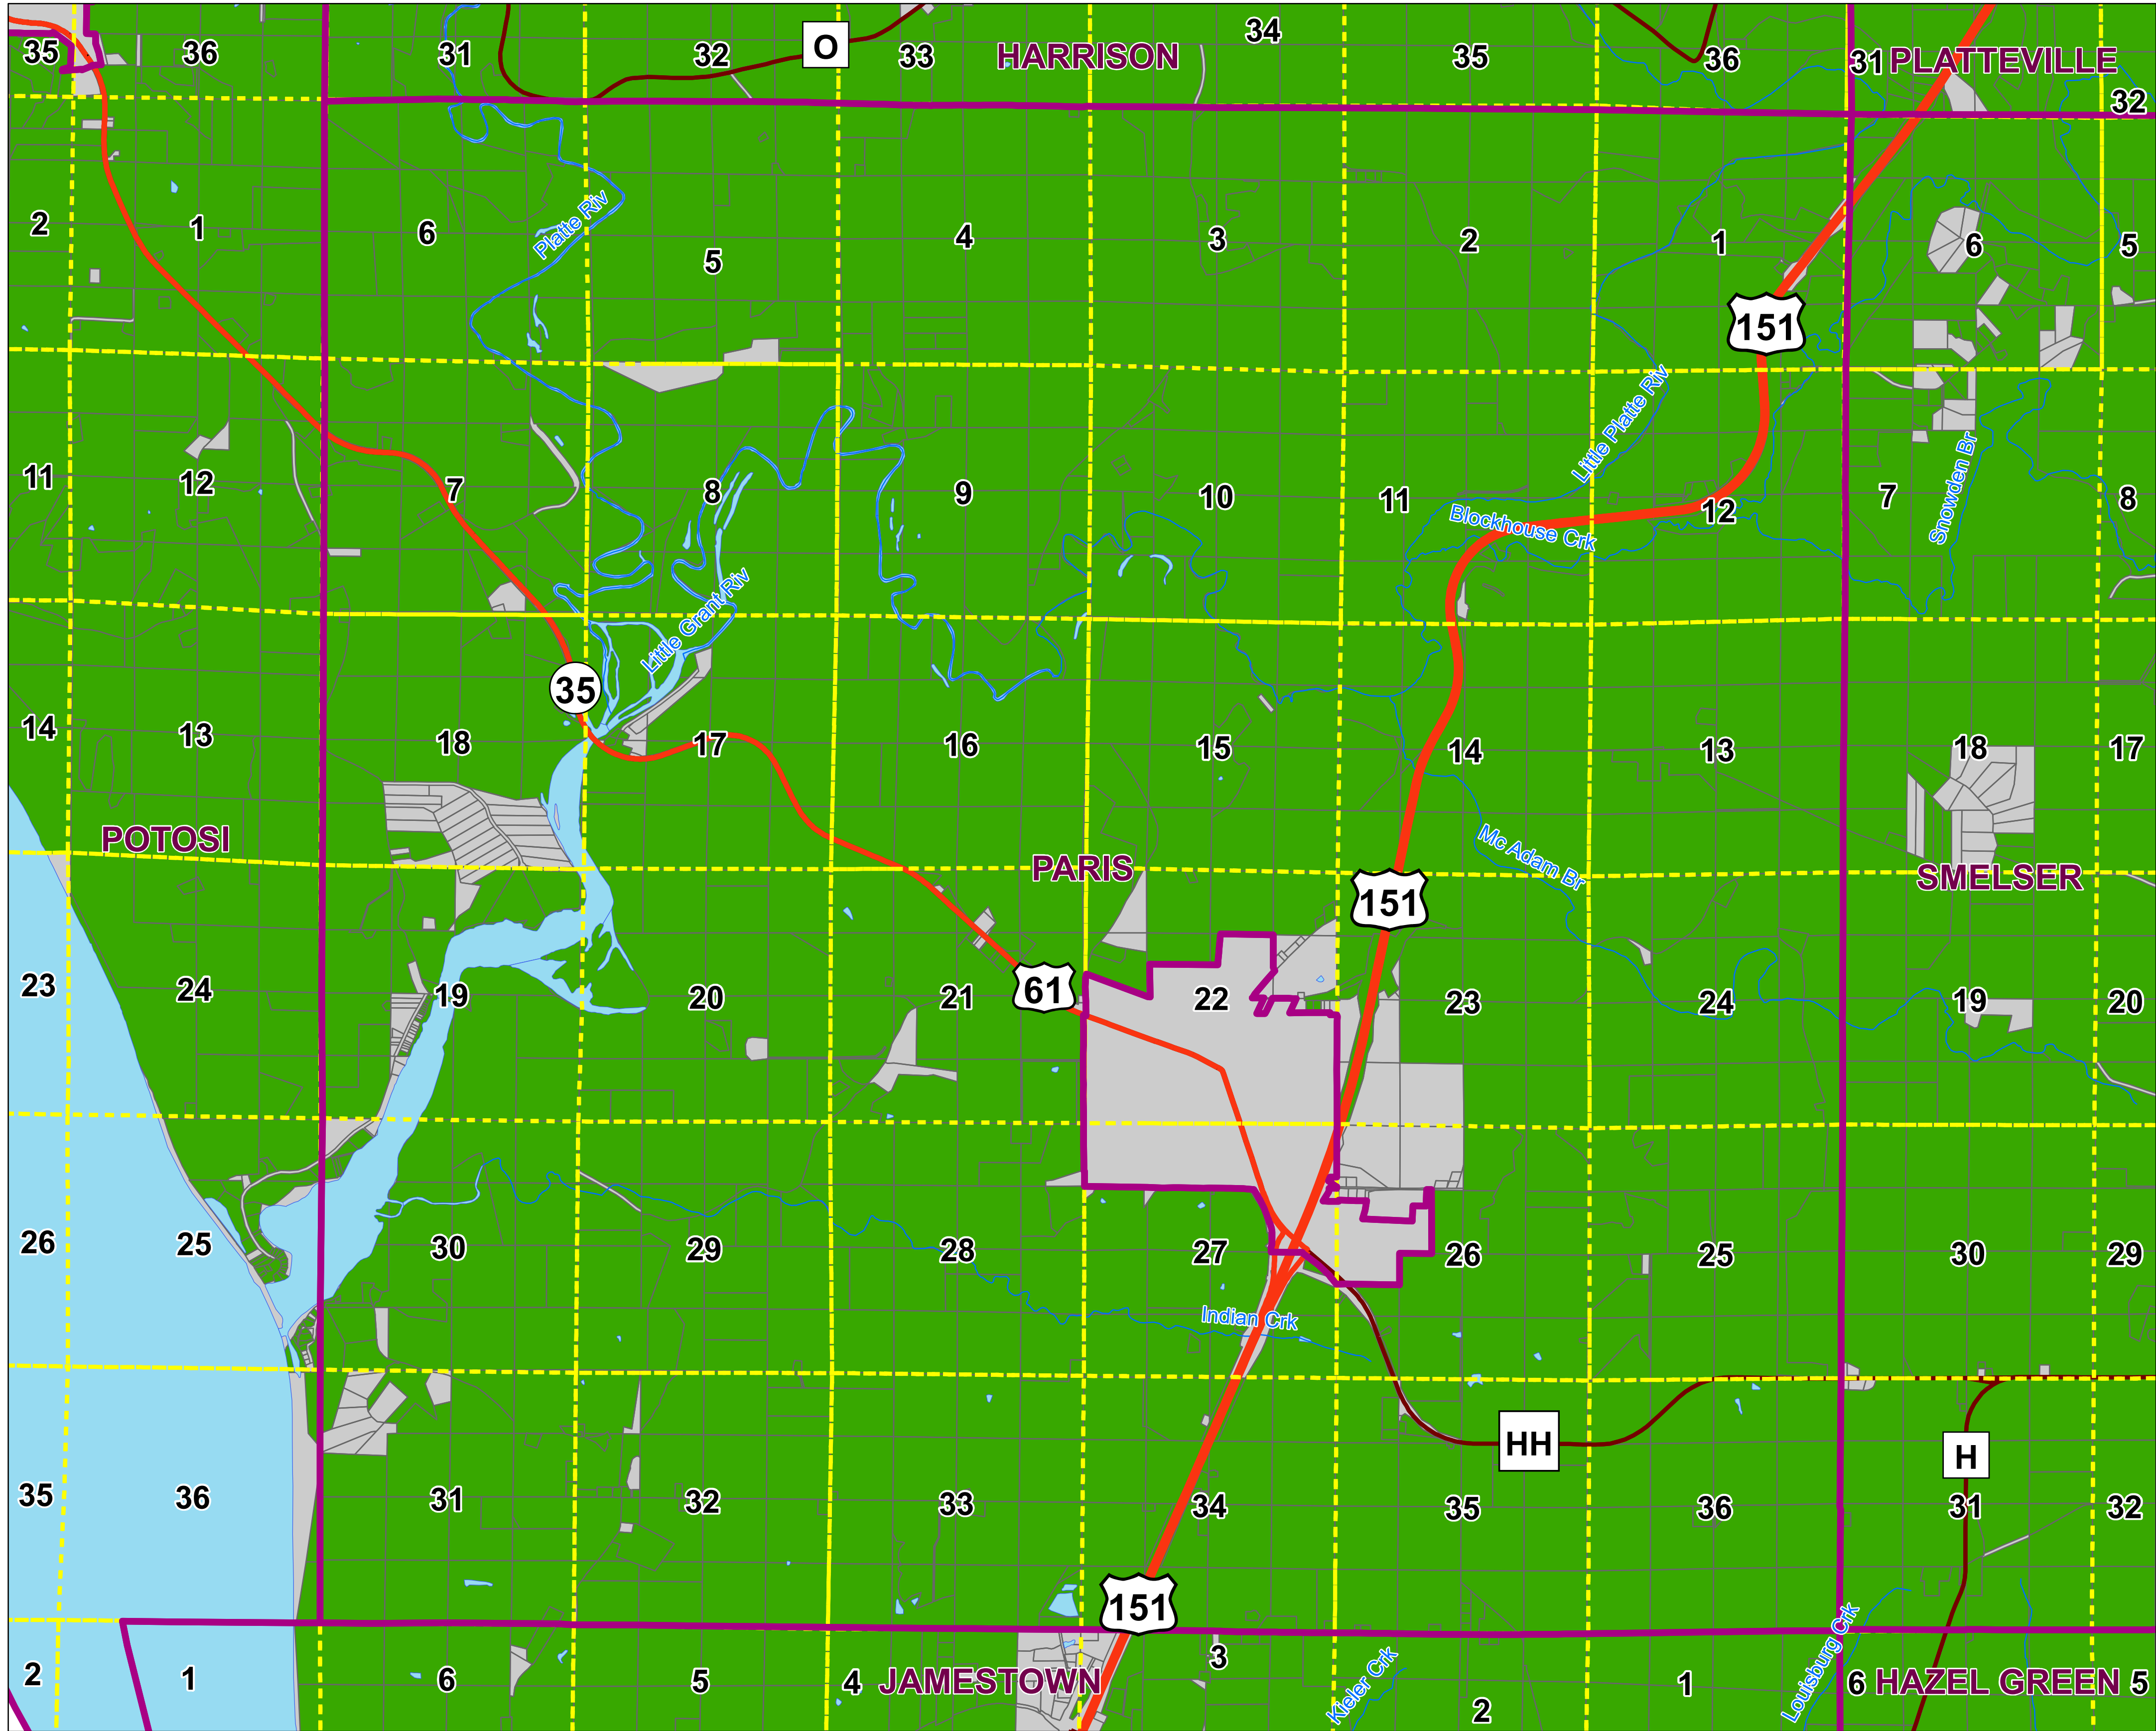 35 36 31 32 O 33 HARRISON 34 35 36 31 PLATTEVILLE
32
2 1 6 Platte Riv 5 4 3 2 1 6 5
151
11 12 7 8 9 10 11 Little Platte Riv 12 7 Snowden Br 8
Blockhouse Crk
Little Grant Riv
35
14 13 18 17 16 15 14 13 18 17
POTOSI PARIS Mc Adam Br SMELSER
151
23 24 19 20 21 61 22 23 24 19 20
26 25 30 29 28 27 26 25 30 29
Indian Crk
HH H
35 36 31 32 33 34 35 36 31 32
151
2 1 6 5 4 JAMESTOWN 3 Kieler Crk 2 1 Louisburg Crk 6 HAZEL GREEN 5